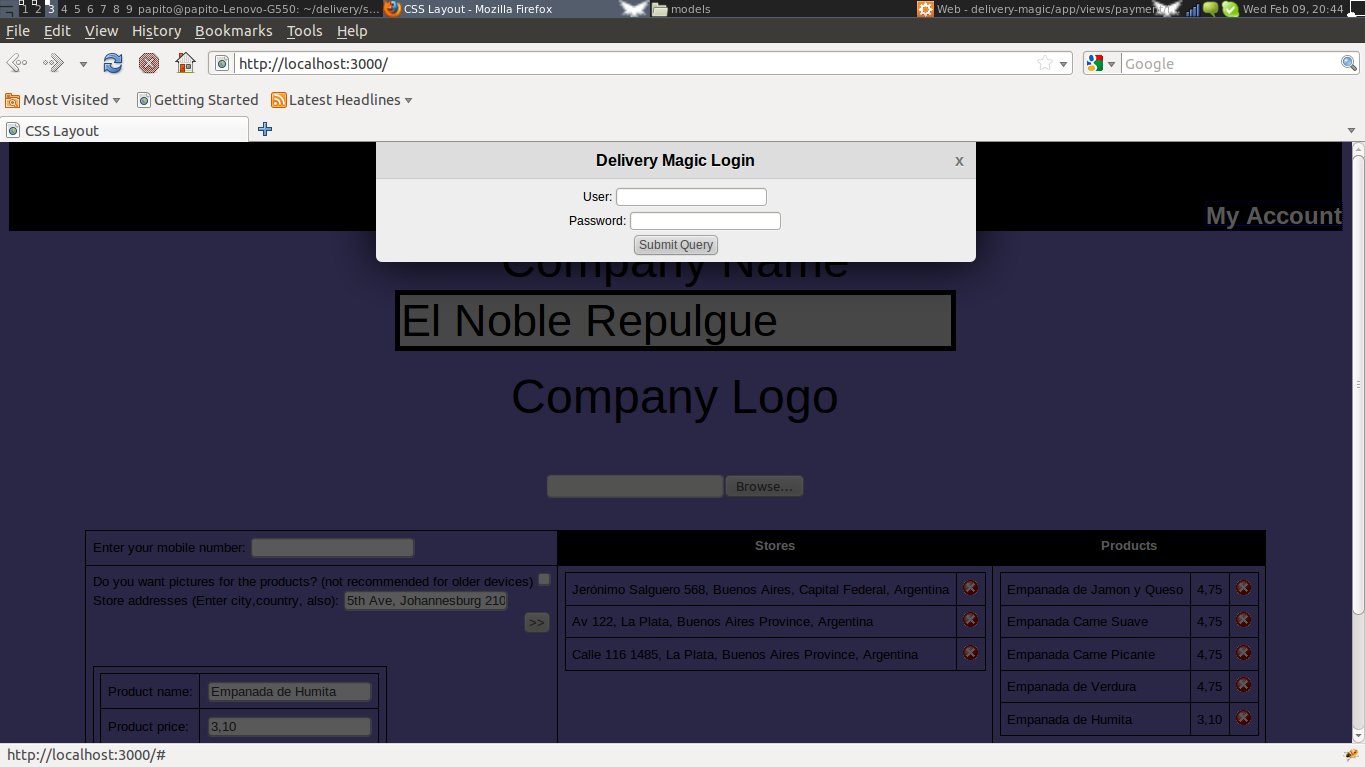 1 2 3 4 5 6 7 8 9 papito@papito-Lenovo-G550: ~/delivery/s... CSS Layout - Mozilla Firefox models Web - delivery-magic/app/views/payment Wed Feb 09, 20:44
File Edit View History Bookmarks Tools Help
http://localhost:3000/ Google
Most Visited Getting Started Latest Headlines
CSS Layout
Delivery Magic Login x
User:
Password:
Submit Query
My Account
Company Name
El Noble Repulgue
Company Logo
Browse...
Enter your mobile number: Stores Products
Do you want pictures for the products? (not recommended for older devices)
Store addresses (Enter city,country, also): 5th Ave, Johannesburg 210
>>
Jerónimo Salguero 568, Buenos Aires, Capital Federal, Argentina
Av 122, La Plata, Buenos Aires Province, Argentina
Calle 116 1485, La Plata, Buenos Aires Province, Argentina
Empanada de Jamon y Queso 4,75
Empanada Carne Suave 4,75
Empanada Carne Picante 4,75
Empanada de Verdura 4,75
Empanada de Humita 3,10
Product name: Empanada de Humita
Product price: 3,10
http://localhost:3000/#